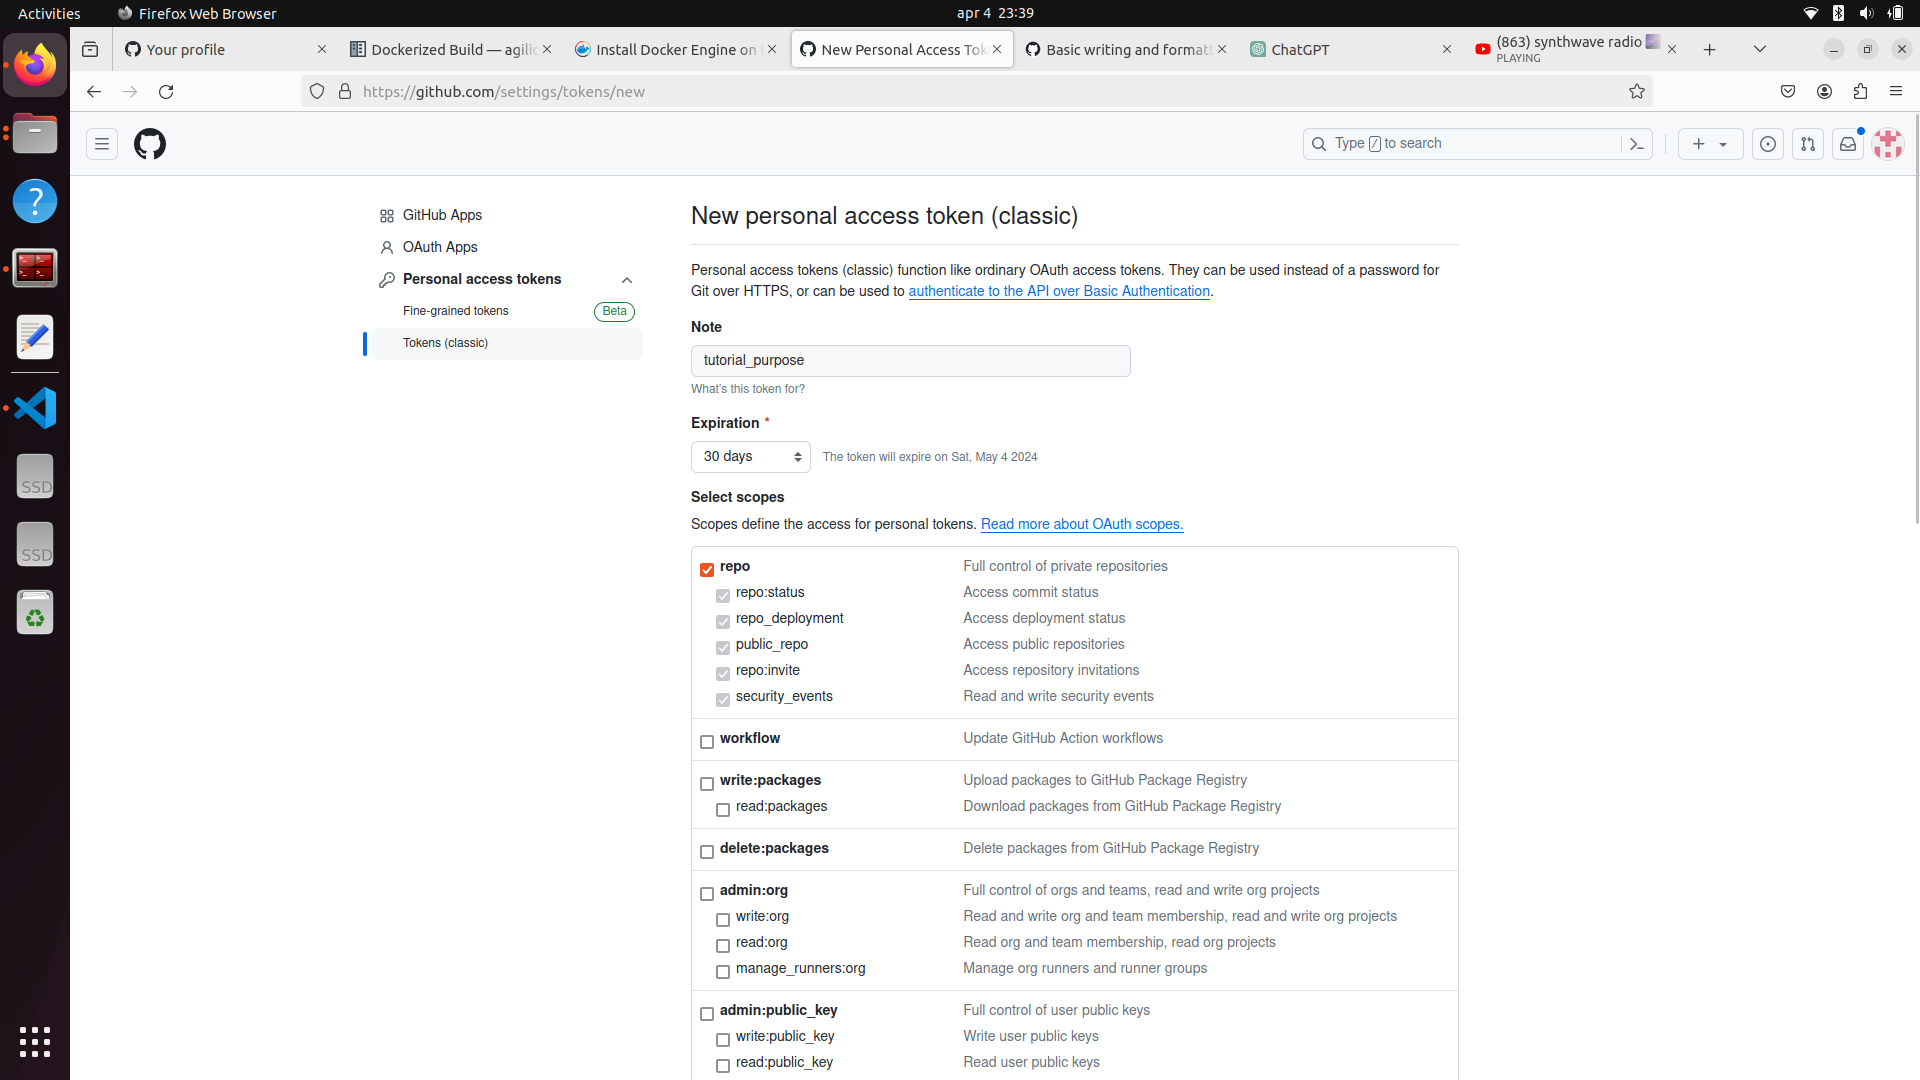 Activities
Firefox Web Browser
apr 4 23:39
Your profile
Dockerized Build — agilic
Install Docker Engine on U
New Personal Access Tok
Basic writing and formatt
ChatGPT
(863) synthwave radio
PLAYING
https://github.com/settings/tokens/new
Type / to search
GitHub Apps
OAuth Apps
Personal access tokens
Fine-grained tokens
Beta
Tokens (classic)
New personal access token (classic)
Personal access tokens (classic) function like ordinary OAuth access tokens. They can be used instead of a password for
Git over HTTPS, or can be used to authenticate to the API over Basic Authentication.
Note
tutorial_purpose
What's this token for?
Expiration *
30 days
The token will expire on Sat, May 4 2024
Select scopes
Scopes define the access for personal tokens. Read more about OAuth scopes.
repo Full control of private repositories
repo:status Access commit status
repo_deployment Access deployment status
public_repo Access public repositories
repo:invite Access repository invitations
security_events Read and write security events
workflow Update GitHub Action workflows
write:packages Upload packages to GitHub Package Registry
read:packages Download packages from GitHub Package Registry
delete:packages Delete packages from GitHub Package Registry
admin:org Full control of orgs and teams, read and write org projects
write:org Read and write org and team membership, read and write org projects
read:org Read org and team membership, read org projects
manage_runners:org Manage org runners and runner groups
admin:public_key Full control of user public keys
write:public_key Write user public keys
read:public_key Read user public keys
SSD
SSD